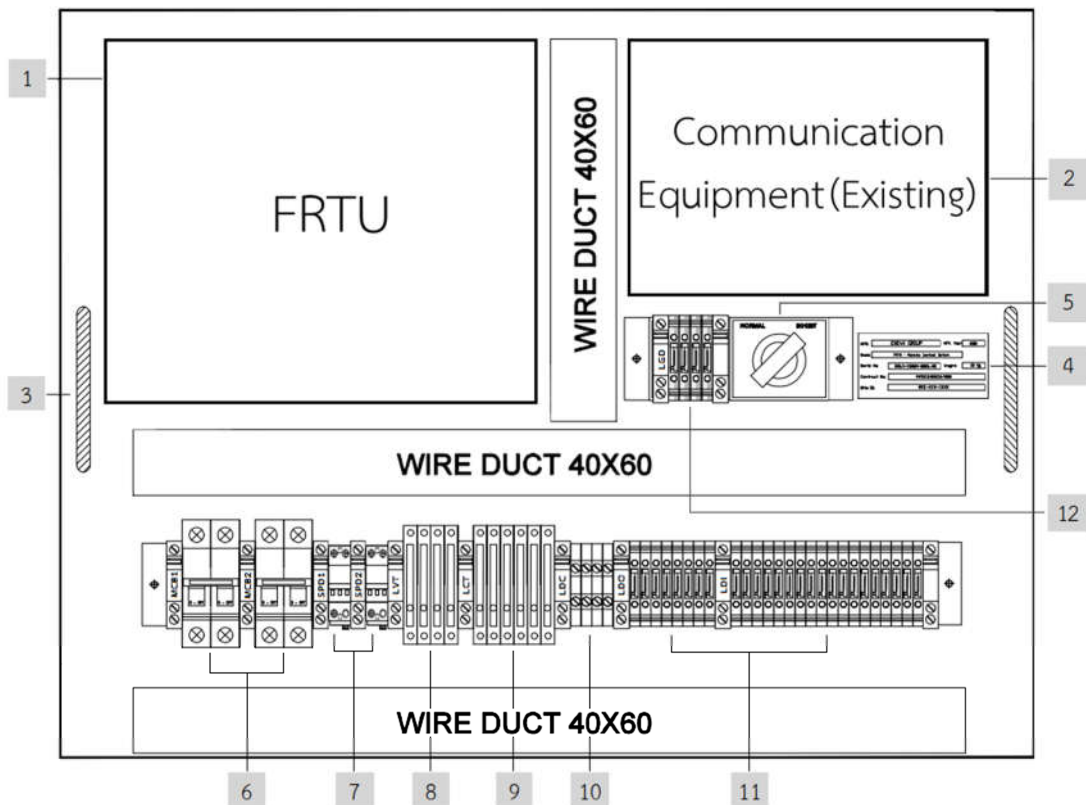 1
FRTU
WIRE DUCT 40X60
Communication
Equipment(Existing)
2
5
NORMAL
LGD
4
3
WIRE DUCT 40X60
12
MCB1
MCB2
SPD1
SPD2
LVT
LCT
LDC
LDO
LDI
WIRE DUCT 40X60
6
7
8
9
10
11